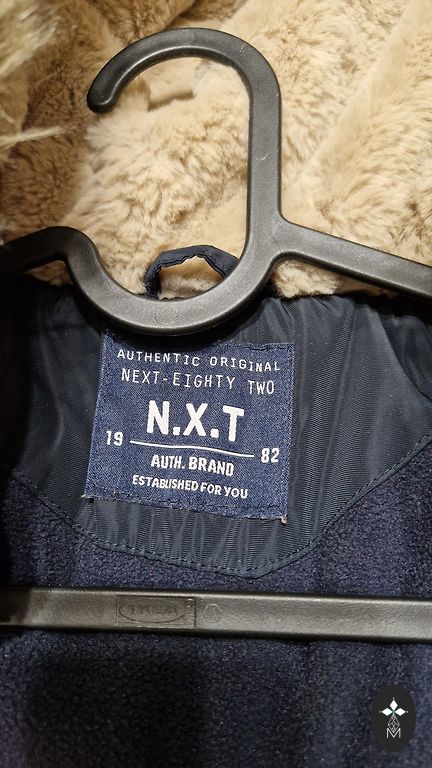 AUTHENTIC ORIGINAL
NEXT-EIGHTY TWO
N.X.T
19 82
AUTH. BRAND
ESTABLISHED FOR YOU
IKEA
M